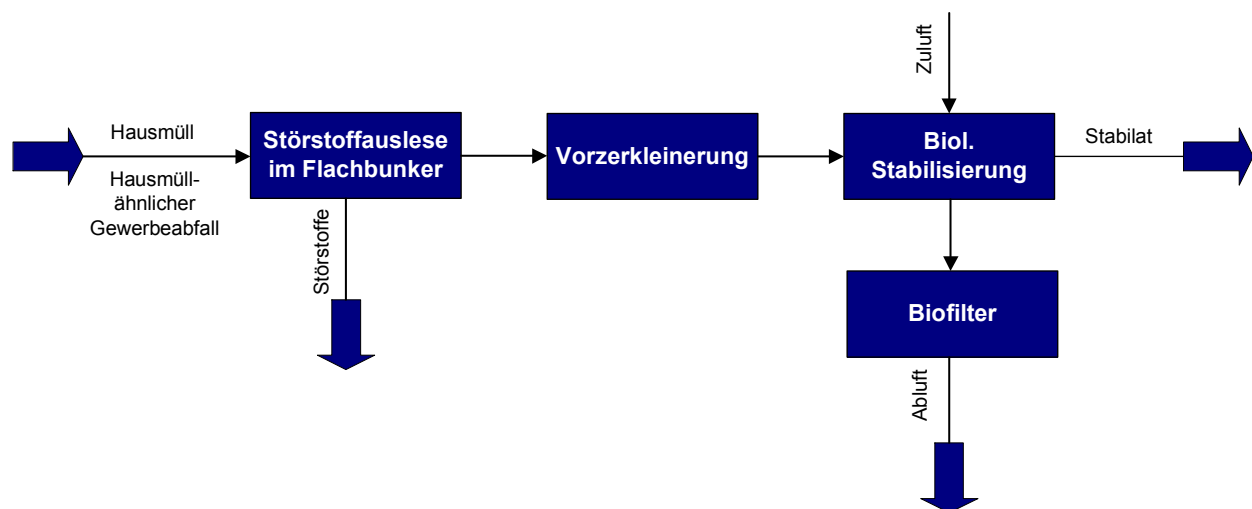 Zuluft
Hausmüll
Hausmüll-
ähnlicher
Gewerbeabfall
Störstoffauslese
im Flachbunker
Störstoffe
Vorzerkleinerung
Biol.
Stabilisierung
Stabilat
Biofilter
Abluft